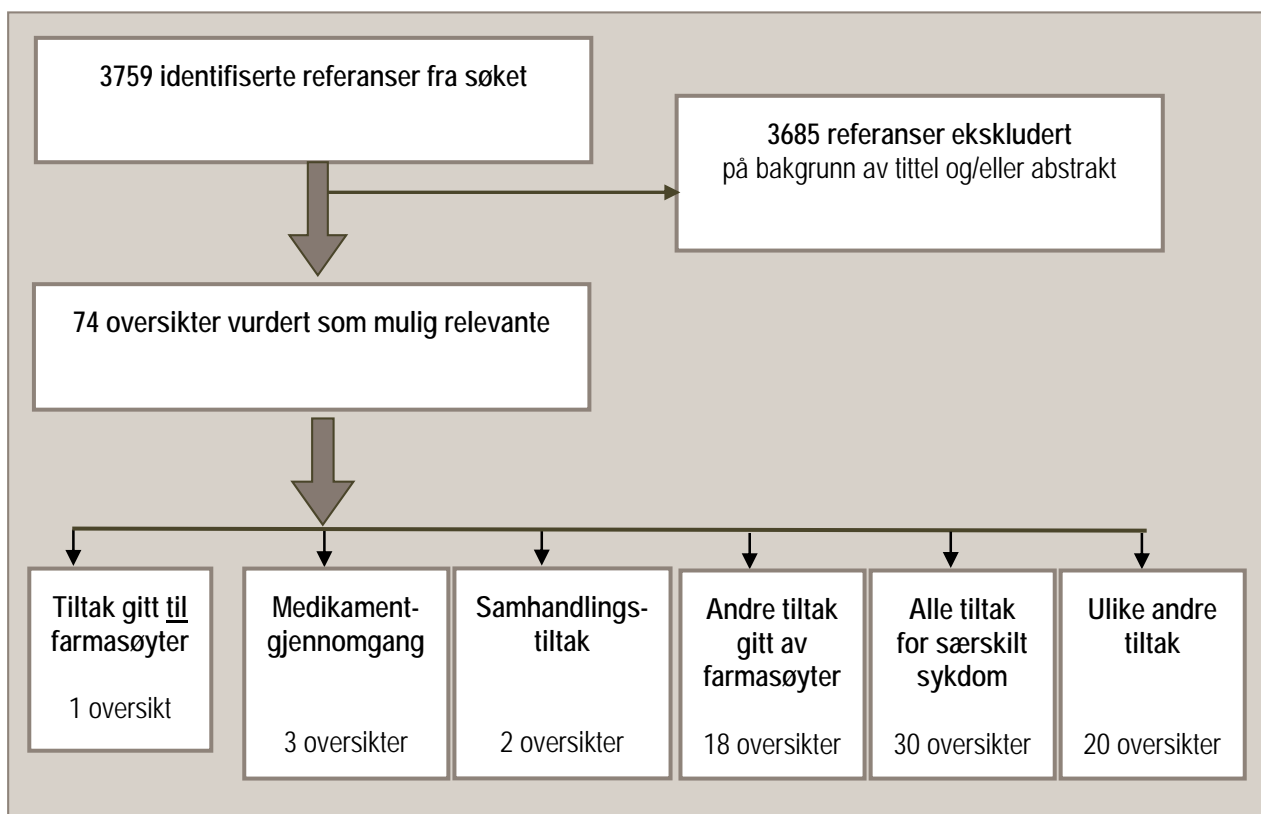 3759 identifiserte referanser fra søket
3685 referanser ekskludert
på bakgrunn av tittel og/eller abstrakt
74 oversikter vurdert som mulig relevante
Tiltak gitt til
farmasøyter
1 oversikt
Medikament-
gjennomgang
3 oversikter
Samhandlings-
tiltak
2 oversikter
Andre tiltak
gitt av
farmasøyter
18 oversikter
Alle tiltak
for særskilt
sykdom
30 oversikter
Ulike andre
tiltak
20 oversikter